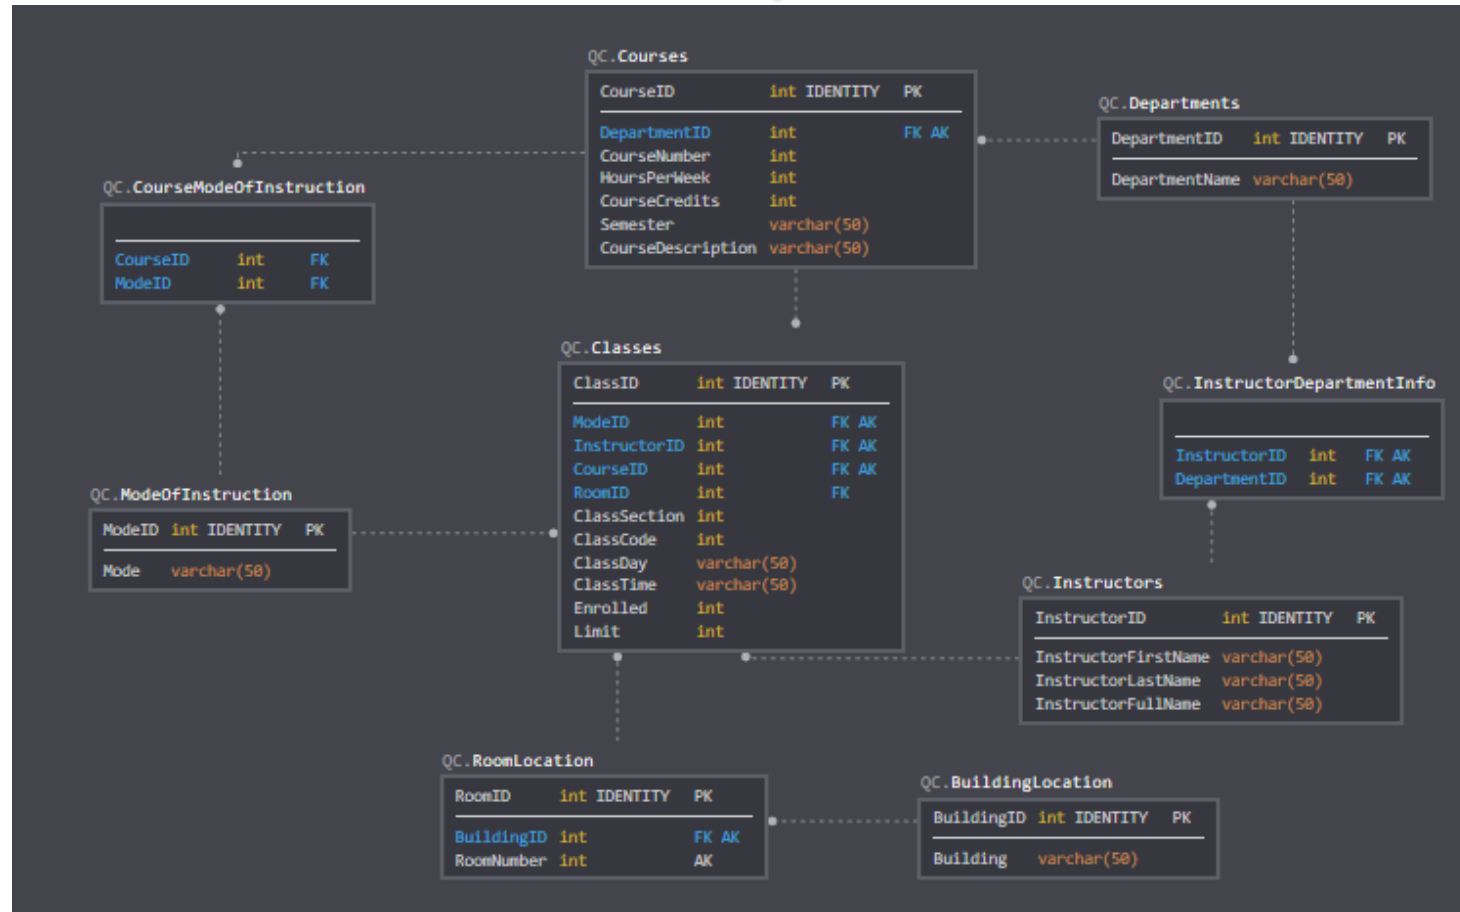 QC.Courses
CourseID int IDENTITY PK
DepartmentID int FK AK
CourseNumber int
HoursPerWeek int
CourseCredits int
Semester varchar(50)
CourseDescription varchar(50)
QC.Departments
DepartmentID int IDENTITY PK
DepartmentName varchar(50)
QC.CourseModeOfInstruction
CourseID int FK
ModeID int FK
QC.Classes
ClassID int IDENTITY PK
ModeID int FK AK
InstructorID int FK AK
CourseID int FK AK
RoomID int FK
ClassSection int
ClassCode int
ClassDay varchar(50)
ClassTime varchar(50)
Enrolled int
Limit int
QC.InstructorDepartmentInfo
InstructorID int FK AK
DepartmentID int FK AK
QC.ModeOfInstruction
ModeID int IDENTITY PK
Mode varchar(50)
QC.Instructors
InstructorID int IDENTITY PK
InstructorFirstName varchar(50)
InstructorLastName varchar(50)
InstructorFullName varchar(50)
QC.RoomLocation
RoomID int IDENTITY PK
BuildingID int FK AK
RoomNumber int AK
QC.BuildingLocation
BuildingID int IDENTITY PK
Building varchar(50)